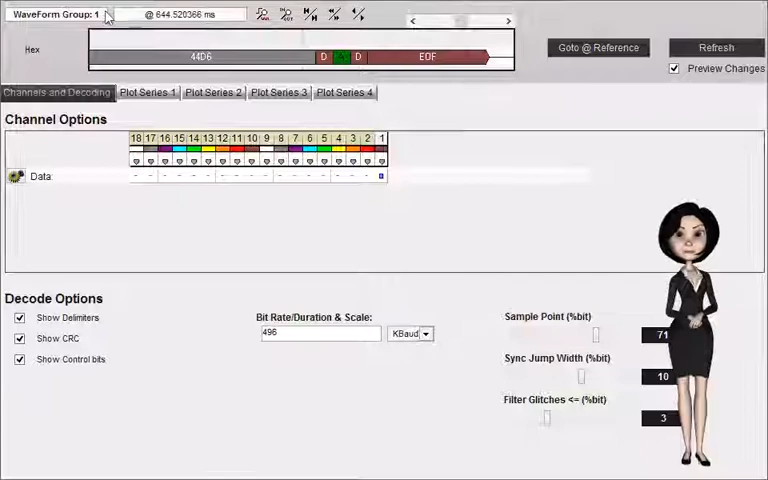 WaveForm Group: 1
@ 644.520366 ms
Hex
44D6
D
D
EOF
Goto @ Reference
Refresh
Preview Changes
Channels and Decoding
Plot Series 1
Plot Series 2
Plot Series 3
Plot Series 4
Channel Options
18 17 16 15 14 13 12 11 10 9 8 7 6 5 4 3 2 1
Data:
Decode Options
Show Delimiters
Show CRC
Show Control bits
Bit Rate/Duration & Scale:
496
KBaud
Sample Point (%bit)
71
Sync Jump Width (%bit)
10
Filter Glitches <= (%bit)
3